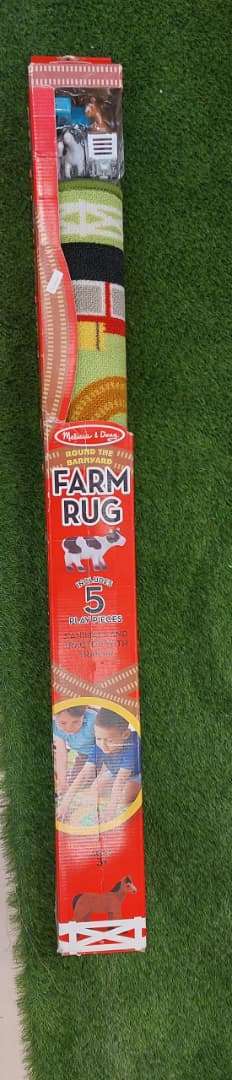 Melissa & Doug
ROUND THE
BARNYARD
FARM
RUG
INCLUDES
5
PLAY PIECES